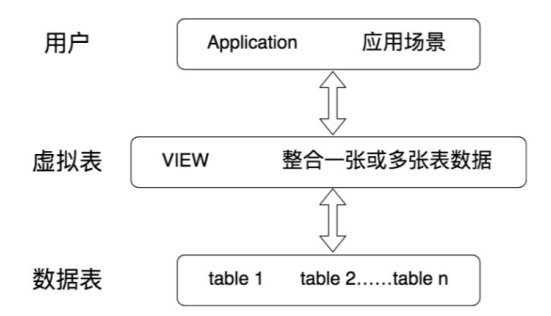 用户 Application 应用场景
虚拟表 VIEW 整合一张或多张表数据
数据表 table 1 table 2......table n